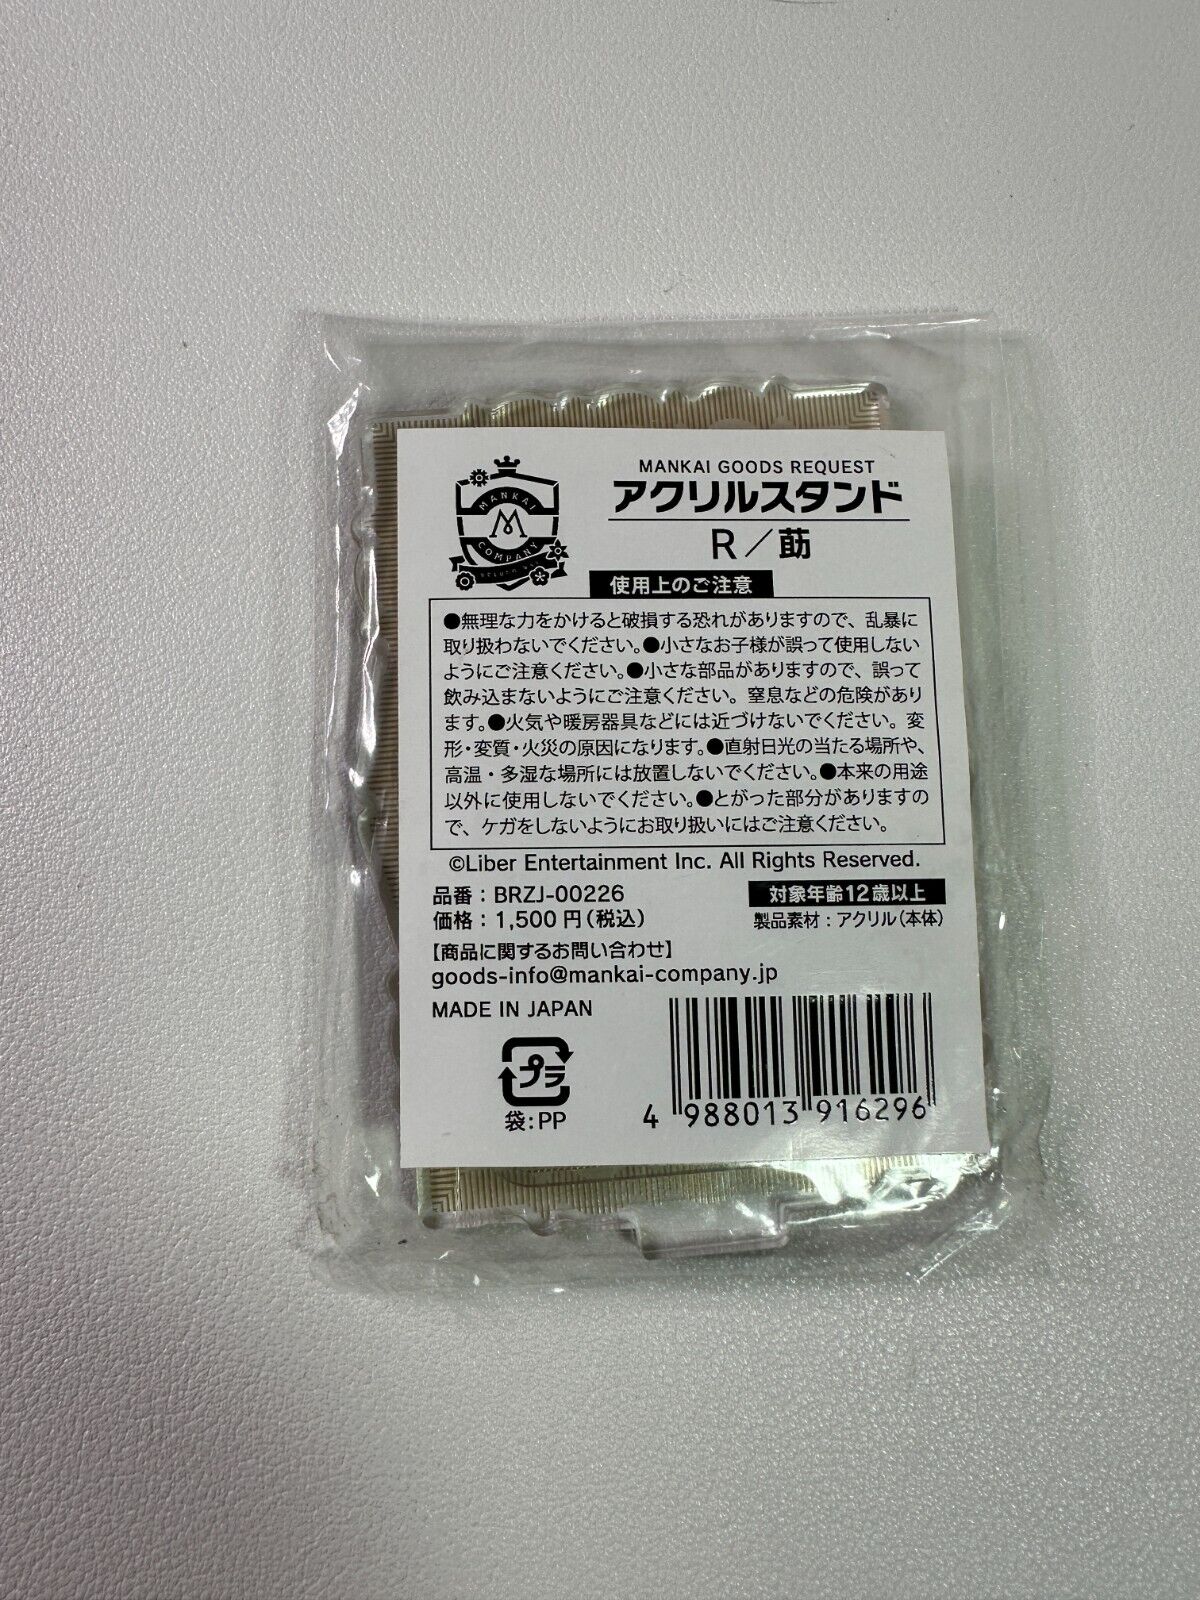 MANKAI GOODS REQUEST
アクリルスタンド
R／莇
MANKAI
M
COMPANY
使用上のご注意
●無理な力をかけると破損する恐れがありますので、乱暴に
取り扱わないでください。●小さなお子様が誤って使用しない
ようにご注意ください。●小さな部品がありますので、誤って
飲み込まないようにご注意ください。窒息などの危険があり
ます。●火気や暖房器具などには近づけないでください。変
形・変質・火災の原因になります。●直射日光の当たる場所や、
高温・多湿な場所には放置しないでください。●本来の用途
以外に使用しないでください。●とがった部分がありますの
で、ケガをしないようにお取り扱いにはご注意ください。
©Liber Entertainment Inc. All Rights Reserved.
品番：BRZJ-00226
対象年齢12歳以上
価格：1,500円（税込）
製品素材：アクリル（本体）
【商品に関するお問い合わせ】
goods-info@mankai-company.jp
MADE IN JAPAN
プラ
袋：PP
4 988013 916296